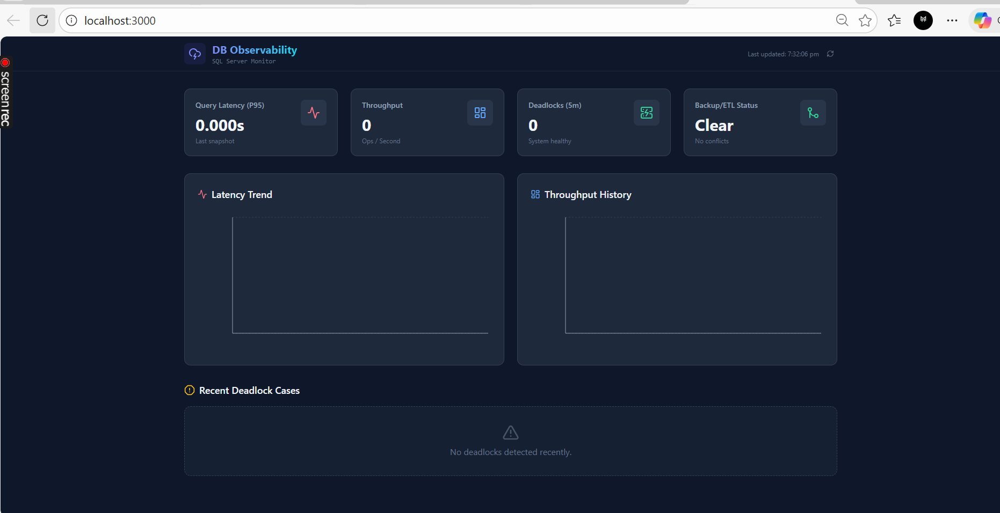 localhost:3000
screenrec
DB Observability
SQL Server Monitor
Last updated: 7:32:06 pm
Query Latency (P95)
0.000s
Last snapshot
Throughput
0
Ops / Second
Deadlocks (5m)
0
System healthy
Backup/ETL Status
Clear
No conflicts
Latency Trend
Throughput History
Recent Deadlock Cases
No deadlocks detected recently.